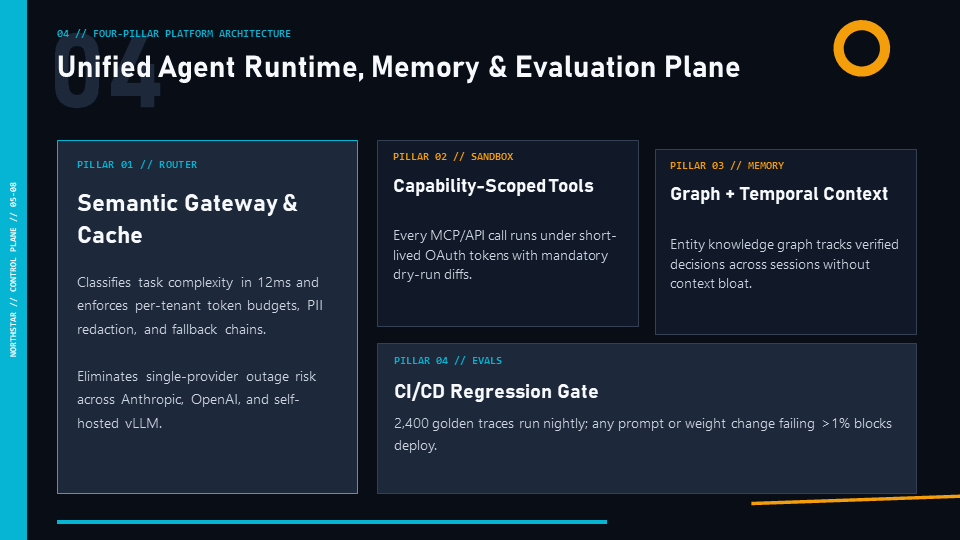 04 // FOUR-PILLAR PLATFORM ARCHITECTURE
04
Unified Agent Runtime, Memory & Evaluation Plane
NORTHSTAR // CONTROL PLANE // 05-08
PILLAR 01 // ROUTER
Semantic Gateway &
Cache
Classifies task complexity in 12ms and
enforces per-tenant token budgets, PII
redaction, and fallback chains.
Eliminates single-provider outage risk
across Anthropic, OpenAI, and self-
hosted vLLM.
PILLAR 02 // SANDBOX
Capability-Scoped Tools
Every MCP/API call runs under short-
lived OAuth tokens with mandatory
dry-run diffs.
PILLAR 03 // MEMORY
Graph + Temporal Context
Entity knowledge graph tracks verified
decisions across sessions without
context bloat.
PILLAR 04 // EVALS
CI/CD Regression Gate
2,400 golden traces run nightly; any prompt or weight change failing >1% blocks
deploy.